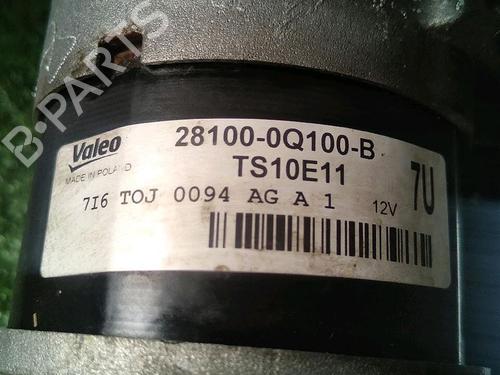 B-PARTS
Valeo
MADE IN POLAND
28100-0Q100-B
TS10E11
7I6 TOJ 0094 AG A 1
12V
7U